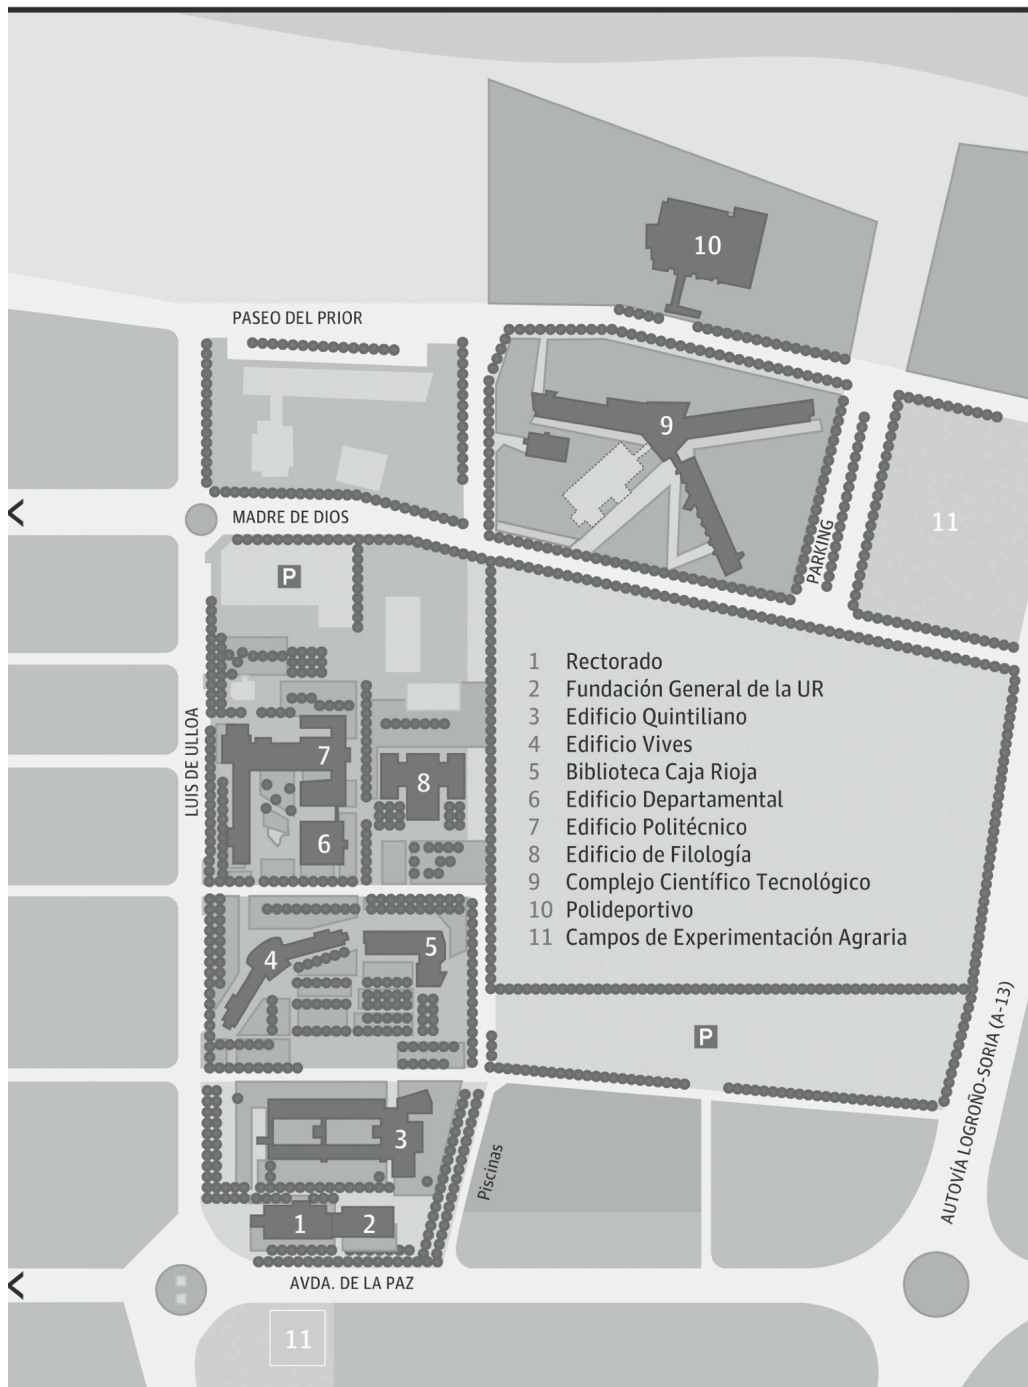 10
PASEO DEL PRIOR
9
MADRE DE DIOS
11
PARKING
P
1 Rectorado
2 Fundación General de la UR
3 Edificio Quintiliano
4 Edificio Vives
5 Biblioteca Caja Rioja
6 Edificio Departamental
7 Edificio Politécnico
8 Edificio de Filología
9 Complejo Científico Tecnológico
10 Polideportivo
11 Campos de Experimentación Agraria
LUIS DE ULLOA
7
8
6
5
4
P
AUTOVÍA LOGROÑO-SORIA (A-13)
3
Piscinas
1
2
AVDA. DE LA PAZ
11